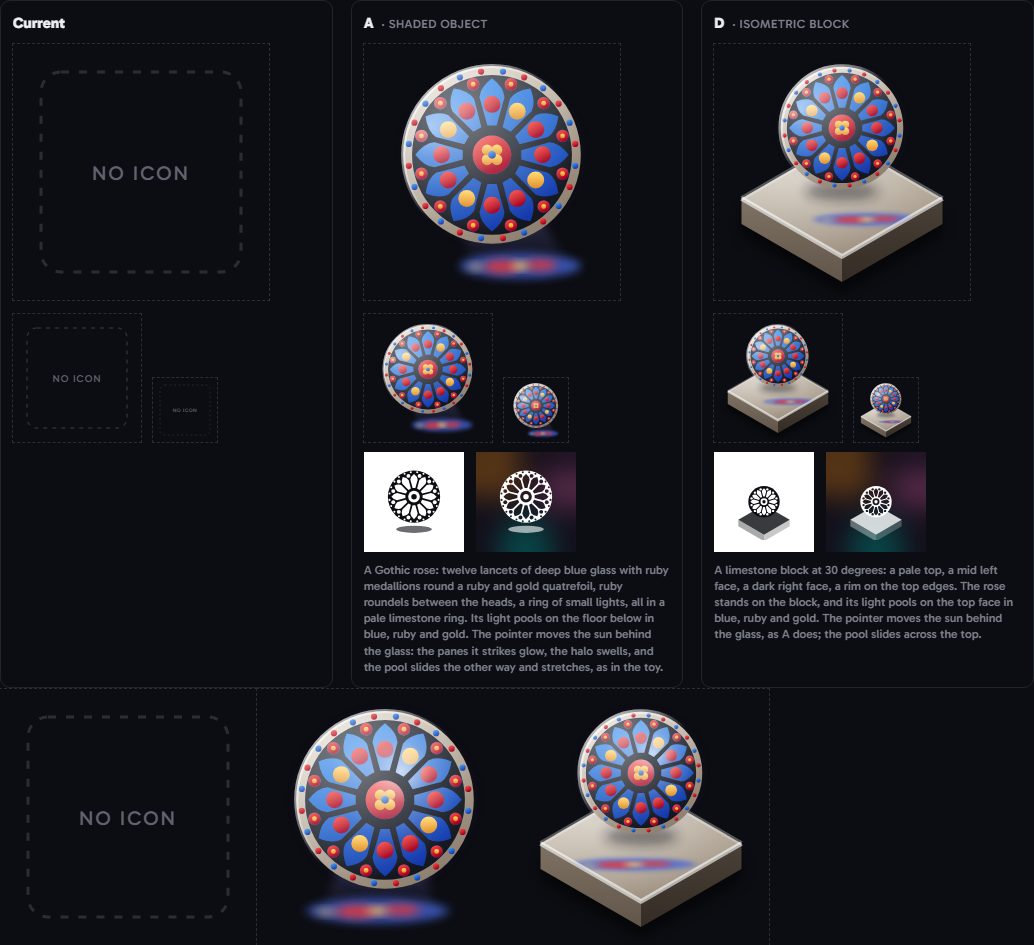 Current
NO ICON
NO ICON
NO ICON
A · SHADED OBJECT
A Gothic rose: twelve lancets of deep blue glass with ruby
medallions round a ruby and gold quatrefoil, ruby
roundels between the heads, a ring of small lights, all in a
pale limestone ring. Its light pools on the floor below in
blue, ruby and gold. The pointer moves the sun behind
the glass: the panes it strikes glow, the halo swells, and
the pool slides the other way and stretches, as in the toy.
D · ISOMETRIC BLOCK
A limestone block at 30 degrees: a pale top, a mid left
face, a dark right face, a rim on the top edges. The rose
stands on the block, and its light pools on the top face in
blue, ruby and gold. The pointer moves the sun behind
the glass, as A does; the pool slides across the top.
NO ICON